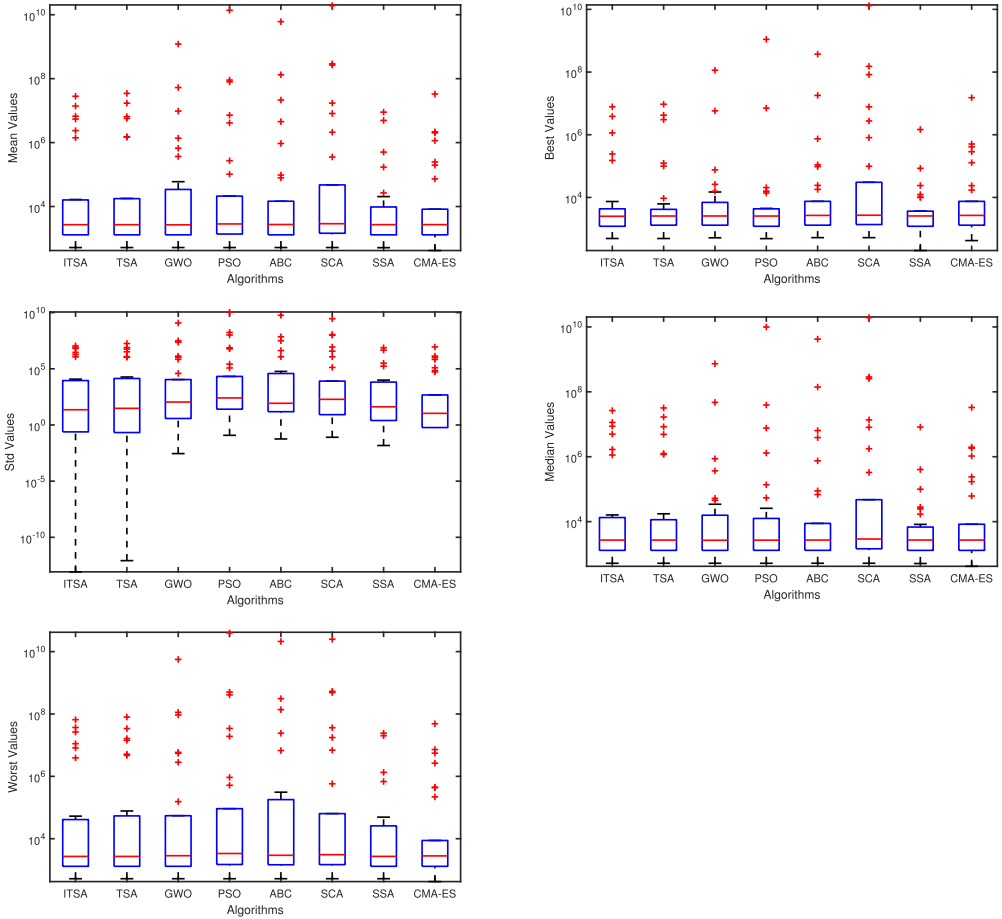 Mean Values
10^10
10^8
10^6
10^4
ITSA TSA GWO PSO ABC SCA SSA CMA-ES
Algorithms
Best Values
10^10
10^8
10^6
10^4
ITSA TSA GWO PSO ABC SCA SSA CMA-ES
Algorithms
Std Values
10^10
10^5
10^0
10^-5
10^-10
ITSA TSA GWO PSO ABC SCA SSA CMA-ES
Algorithms
Median Values
10^10
10^8
10^6
10^4
ITSA TSA GWO PSO ABC SCA SSA CMA-ES
Algorithms
Worst Values
10^10
10^8
10^6
10^4
ITSA TSA GWO PSO ABC SCA SSA CMA-ES
Algorithms